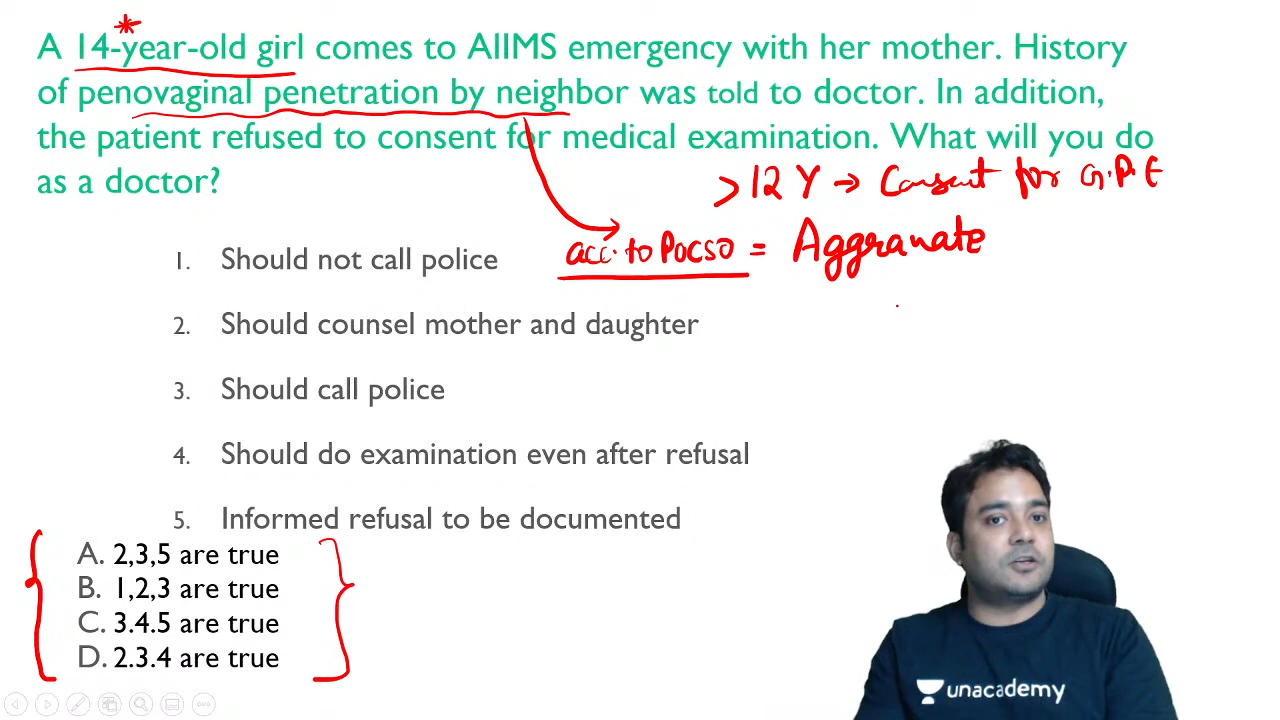 A 14-year-old girl comes to AIIMS emergency with her mother. History
of penovaginal penetration by neighbor was told to doctor. In addition,
the patient refused to consent for medical examination. What will you do
as a doctor?
>12 Y → Consent for G.P.E
1. Should not call police
acc. to POCSO = Aggravate
2. Should counsel mother and daughter
3. Should call police
4. Should do examination even after refusal
5. Informed refusal to be documented
A. 2,3,5 are true
B. 1,2,3 are true
C. 3.4.5 are true
D. 2.3.4 are true
unacademy